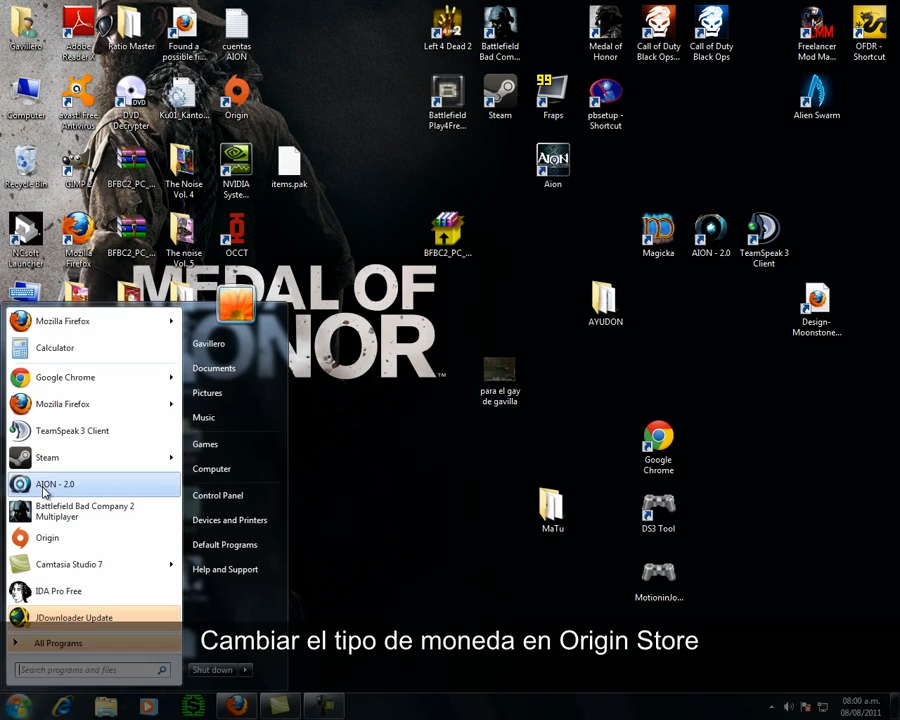 Gavillero
Adobe
Reader X
Ratio Master
Found a
possible fi...
cuentas
AION
Left 4 Dead 2
Battlefield
Bad Com...
Medal of
Honor
Call of Duty
Black Ops...
Call of Duty
Black Ops
Freelancer
Mod Ma...
OFDR -
Shortcut
Computer
avast! Free
Antivirus
DVD
DVD
Decrypter
Ku01_Kanto...
Origin
Battlefield
Play4Fre...
Steam
99
Fraps
pbsetup -
Shortcut
Alien Swarm
Recycle Bin
GIMP 2
BFBC2_PC_...
The Noise
Vol. 4
NVIDIA
Syste...
items.pak
AION
Aion
NCsoft
Launcher
Mozilla
Firefox
BFBC2_PC_...
The noise
Vol. 5
OCCT
BFBC2_PC_...
Magicka
AION - 2.0
TeamSpeak 3
Client
MEDAL OF
HONOR™
AYUDON
Design-
Moonstone...
para el gay
de gavilla
Google
Chrome
MaTu
DS3 Tool
MotioninJo...
Mozilla Firefox
Calculator
Google Chrome
Mozilla Firefox
TeamSpeak 3 Client
Steam
AION - 2.0
Battlefield Bad Company 2
Multiplayer
Origin
Camtasia Studio 7
IDA Pro Free
JDownloader Update
All Programs
Search programs and files
Gavillero
Documents
Pictures
Music
Games
Computer
Control Panel
Devices and Printers
Default Programs
Help and Support
Shut down
Cambiar el tipo de moneda en Origin Store
08:00 a.m.
08/08/2011